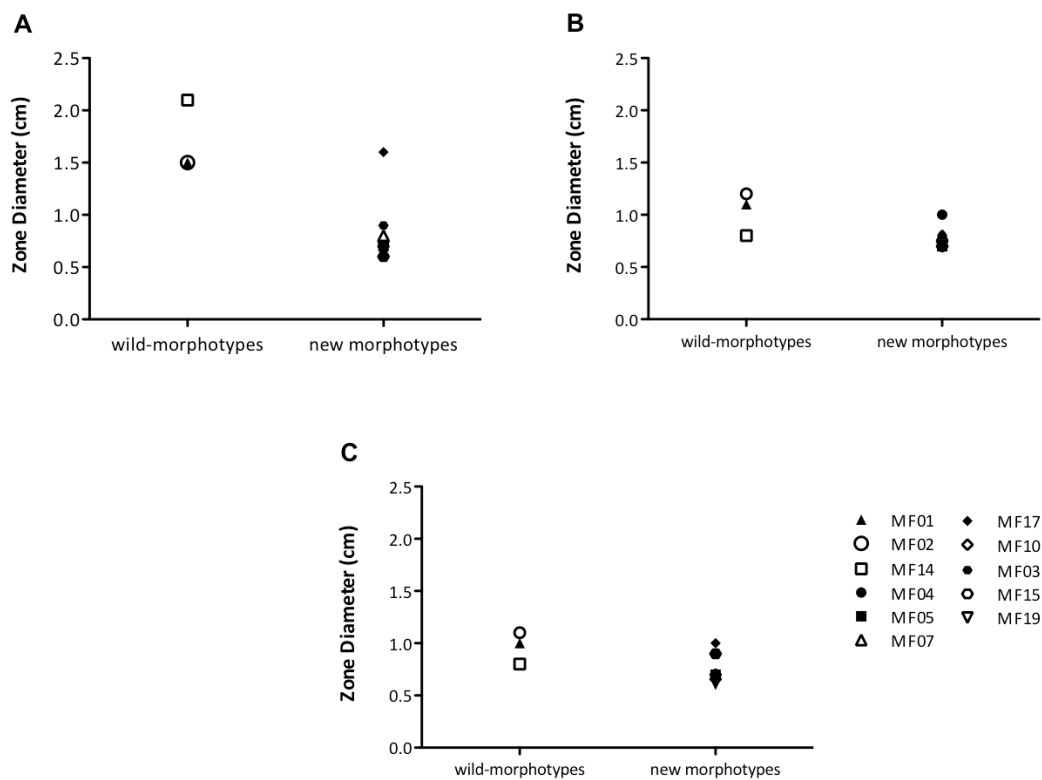 A
Zone Diameter (cm)
2.5
2.0
1.5
1.0
0.5
0.0
wild-morphotypes new morphotypes
B
Zone Diameter (cm)
2.5
2.0
1.5
1.0
0.5
0.0
wild-morphotypes new morphotypes
C
Zone Diameter (cm)
2.5
2.0
1.5
1.0
0.5
0.0
wild-morphotypes new morphotypes
MF01 MF17
MF02 MF10
MF14 MF03
MF04 MF15
MF05 MF19
MF07